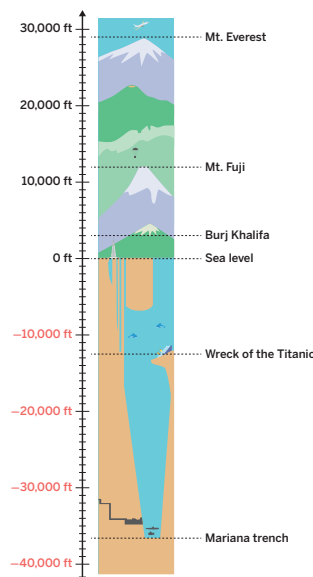 30,000 ft
Mt. Everest
20,000 ft
Mt. Fuji
10,000 ft
Burj Khalifa
0 ft
Sea level
−10,000 ft
Wreck of the Titanic
−20,000 ft
−30,000 ft
Mariana trench
−40,000 ft